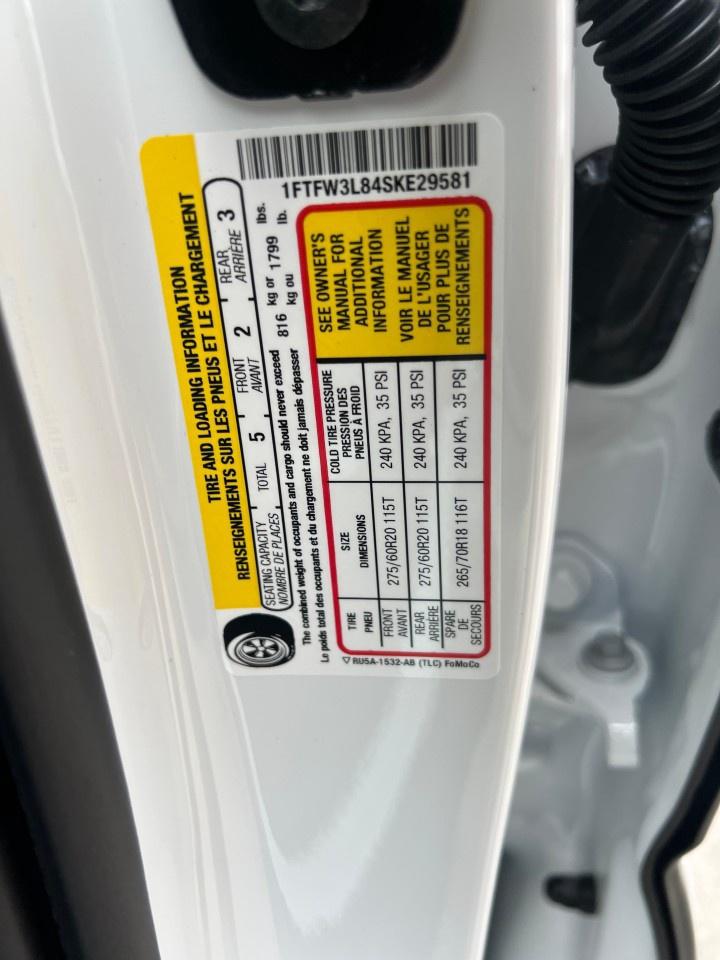 1FTFW3L84SKE29581
TIRE AND LOADING INFORMATION
RENSEIGNEMENTS SUR LES PNEUS ET LE CHARGEMENT
SEATING CAPACITY TOTAL 5 FRONT 2 REAR 3
NOMBRE DE PLACES AVANT ARRIÈRE
The combined weight of occupants and cargo should never exceed 816 kg or 1799 lbs.
Le poids total des occupants et du chargement ne doit jamais dépasser kg ou lb.
TIRE SIZE COLD TIRE PRESSURE
PNEU DIMENSIONS PRESSION DES
PNEUS À FROID
FRONT 275/60R20 115T 240 KPA, 35 PSI
AVANT
REAR 275/60R20 115T 240 KPA, 35 PSI
ARRIÈRE
SPARE 265/70R18 116T 240 KPA, 35 PSI
DE
SECOURS
SEE OWNER'S
MANUAL FOR
ADDITIONAL
INFORMATION
VOIR LE MANUEL
DE L'USAGER
POUR PLUS DE
RENSEIGNEMENTS
RU5A-1532-AB (TLC) FoMoCo